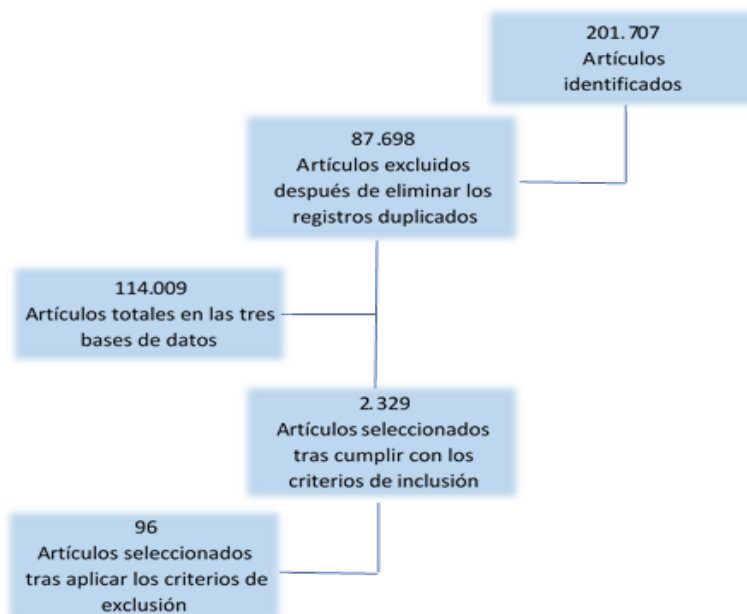 201.707
Artículos
identificados
87.698
Artículos excluidos
después de eliminar los
registros duplicados
114.009
Artículos totales en las tres
bases de datos
2.329
Artículos seleccionados
tras cumplir con los
criterios de inclusión
96
Artículos seleccionados
tras aplicar los criterios de
exclusión